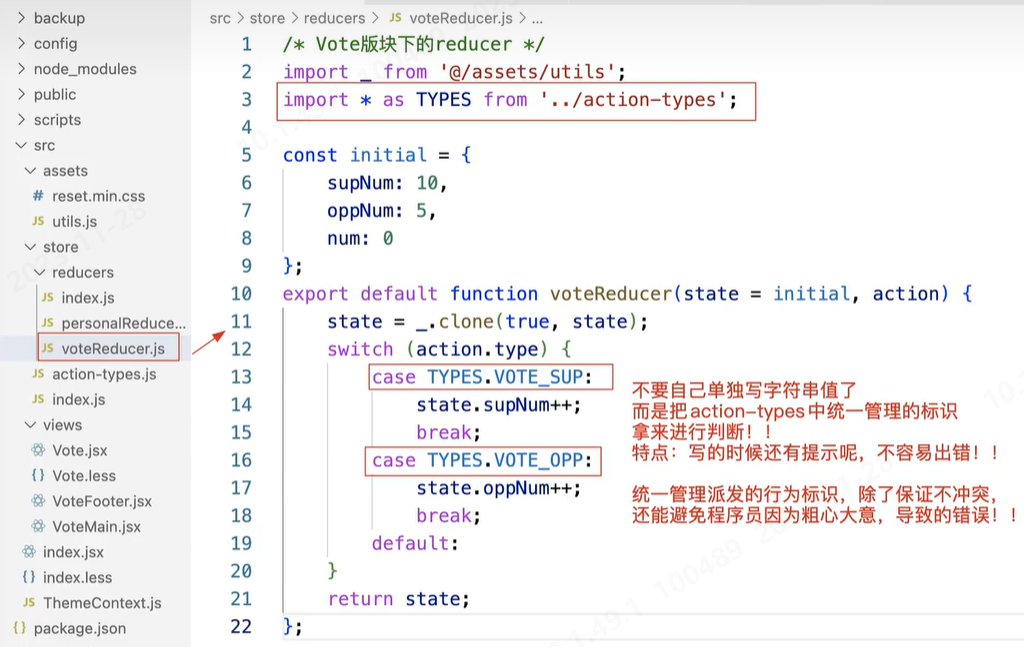 backup
config
node_modules
public
scripts
src
assets
# reset.min.css
JS utils.js
store
reducers
JS index.js
JS personalReduce...
JS voteReducer.js
JS action-types.js
JS index.js
views
Vote.jsx
{} Vote.less
VoteFooter.jsx
VoteMain.jsx
index.jsx
{} index.less
JS ThemeContext.js
{} package.json
src > store > reducers > JS voteReducer.js > ...
1 /* Vote版块下的reducer */
2 import _ from '@/assets/utils';
3 import * as TYPES from '../action-types';
4
5 const initial = {
6 supNum: 10,
7 oppNum: 5,
8 num: 0
9 };
10 export default function voteReducer(state = initial, action) {
11 state = _.clone(true, state);
12 switch (action.type) {
13 case TYPES.VOTE_SUP:
14 state.supNum++;
15 break;
16 case TYPES.VOTE_OPP:
17 state.oppNum++;
18 break;
19 default:
20 }
21 return state;
22 };
不要自己单独写字符串值了
而是把action-types中统一管理的标识
拿来进行判断！！
特点：写的时候还有提示呢，不容易出错！！
统一管理派发的行为标识，除了保证不冲突，
还能避免程序员因为粗心大意，导致的错误！！